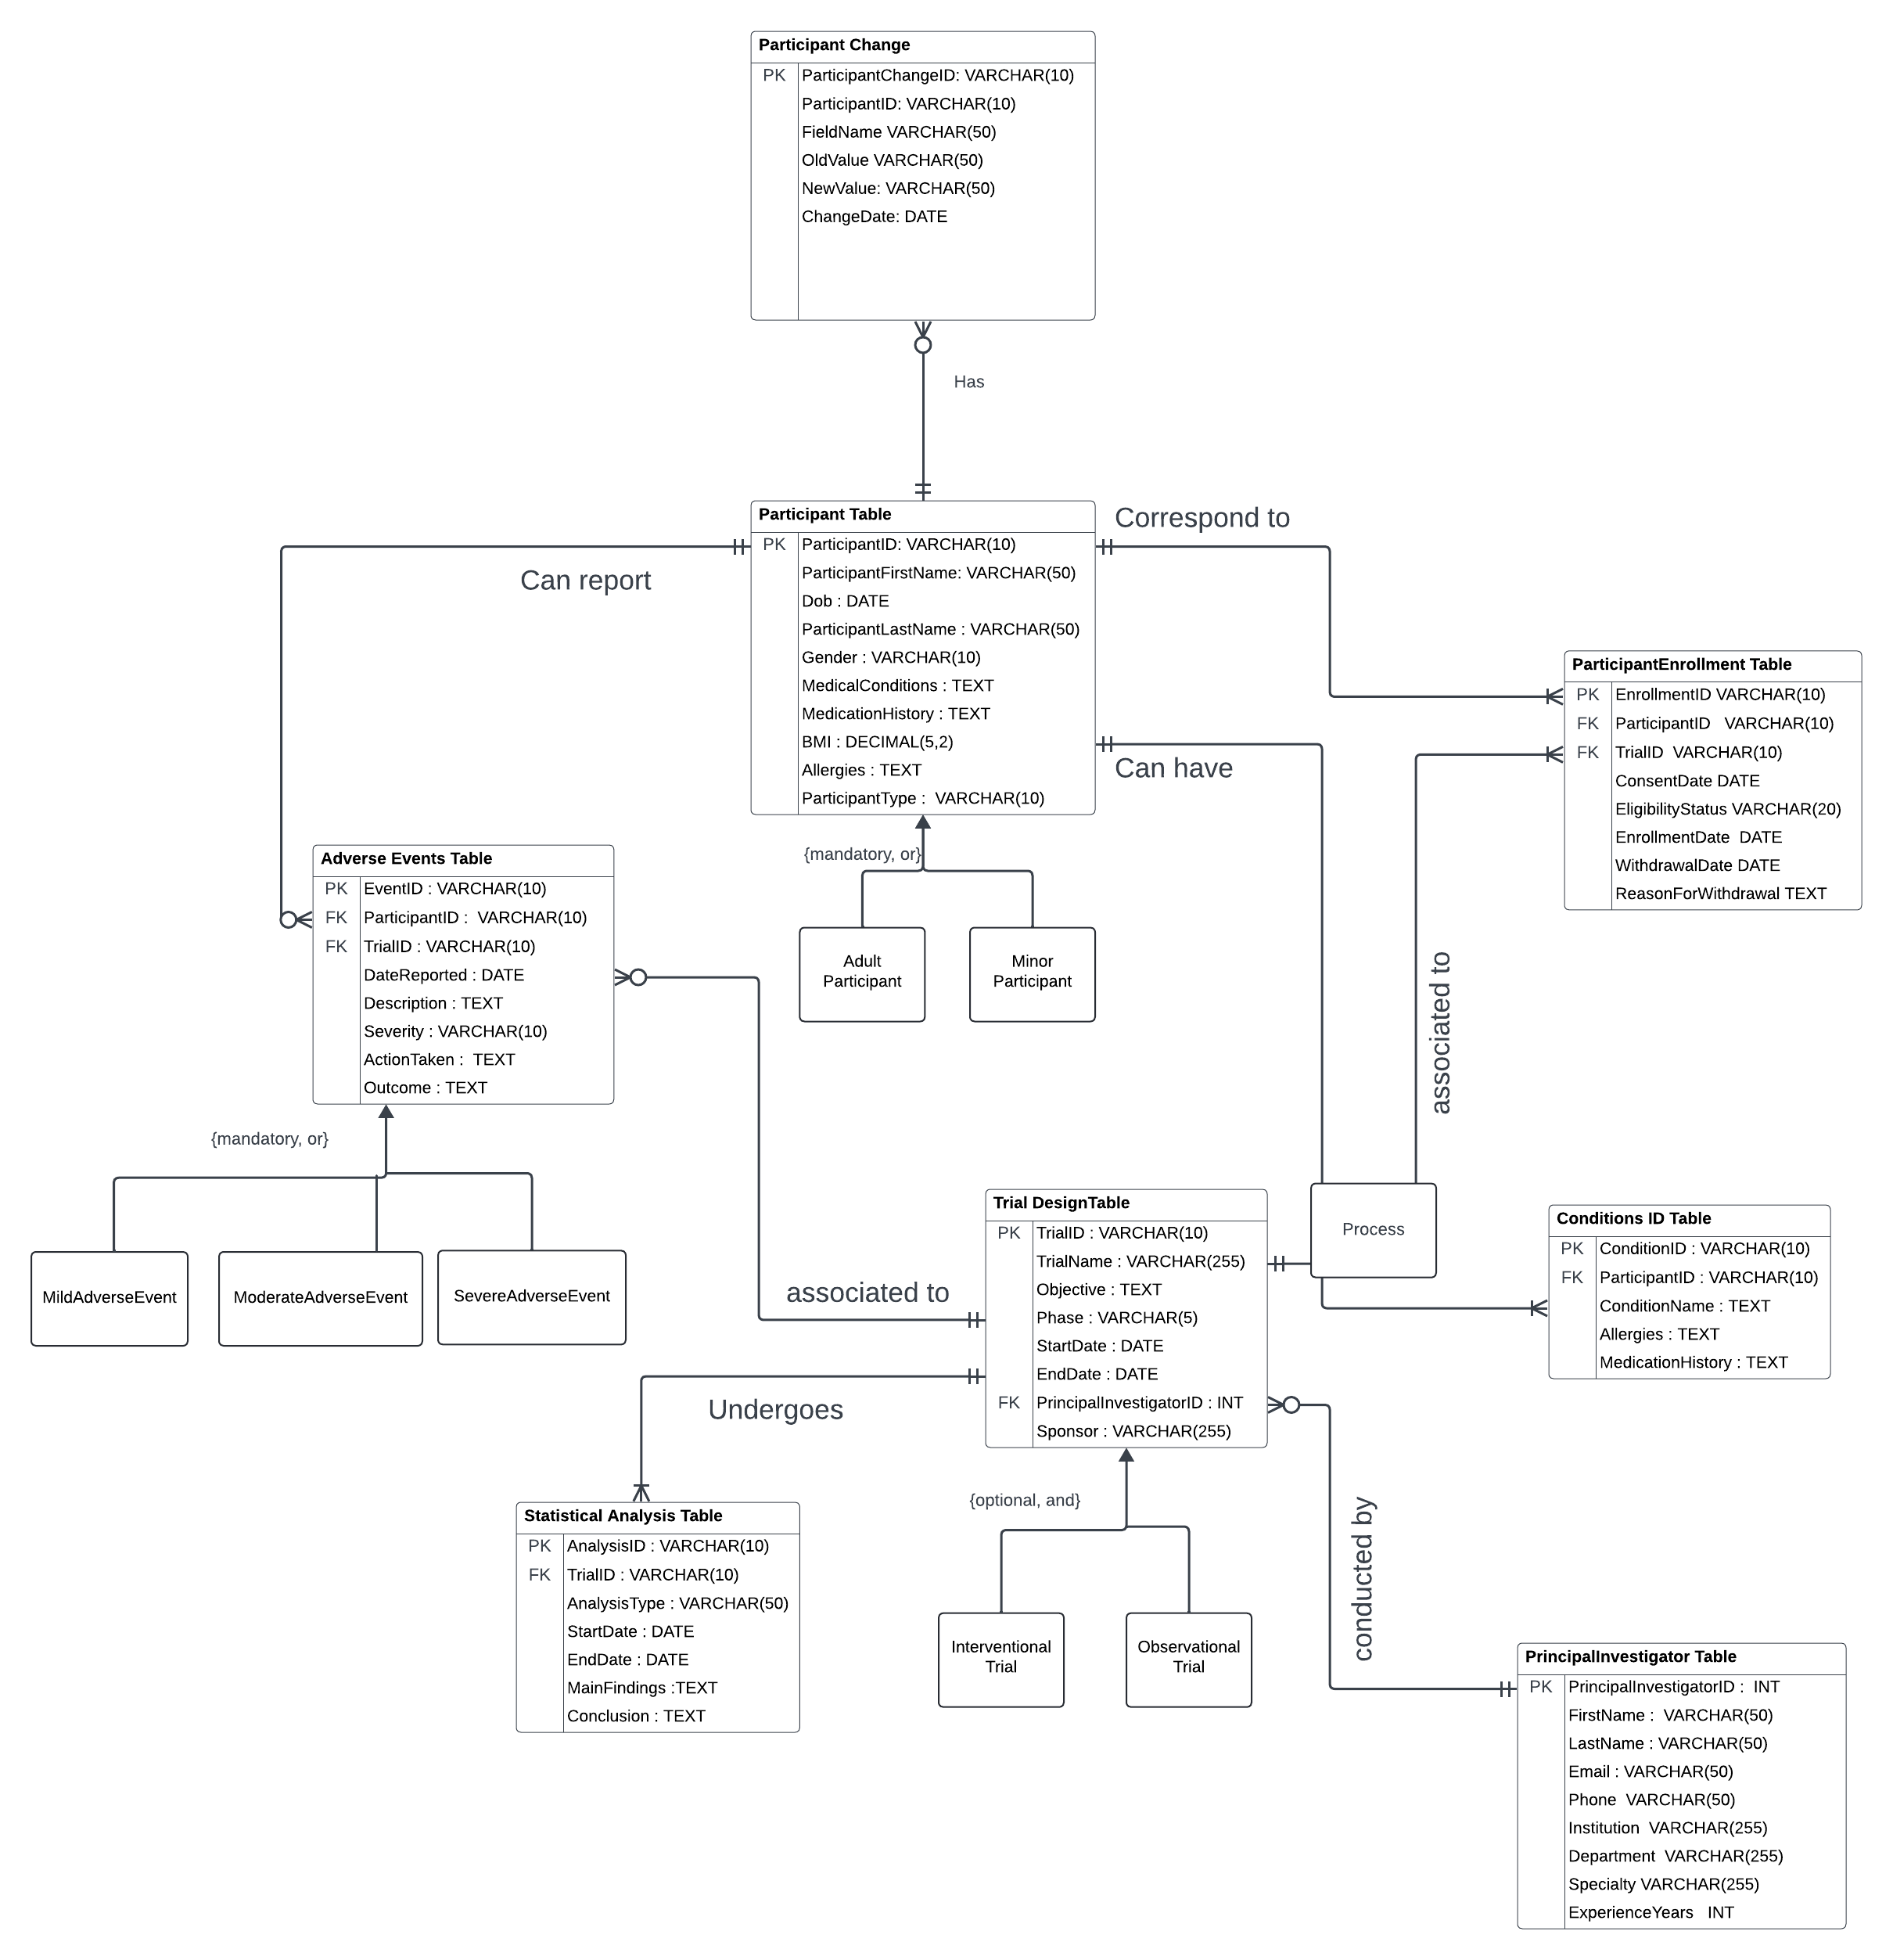 Participant Change
PK ParticipantChangeID: VARCHAR(10)
ParticipantID: VARCHAR(10)
FieldName VARCHAR(50)
OldValue VARCHAR(50)
NewValue: VARCHAR(50)
ChangeDate: DATE
Has
Participant Table
PK ParticipantID: VARCHAR(10)
ParticipantFirstName: VARCHAR(50)
Dob : DATE
ParticipantLastName : VARCHAR(50)
Gender : VARCHAR(10)
MedicalConditions : TEXT
MedicationHistory : TEXT
BMI : DECIMAL(5,2)
Allergies : TEXT
ParticipantType : VARCHAR(10)
Correspond to
Can report
Can have
ParticipantEnrollment Table
PK EnrollmentID VARCHAR(10)
FK ParticipantID VARCHAR(10)
FK TrialID VARCHAR(10)
ConsentDate DATE
EligibilityStatus VARCHAR(20)
EnrollmentDate DATE
WithdrawalDate DATE
ReasonForWithdrawal TEXT
{mandatory, or}
Adult
Participant
Minor
Participant
Adverse Events Table
PK EventID : VARCHAR(10)
FK ParticipantID : VARCHAR(10)
FK TrialID : VARCHAR(10)
DateReported : DATE
Description : TEXT
Severity : VARCHAR(10)
ActionTaken : TEXT
Outcome : TEXT
associated to
{mandatory, or}
MildAdverseEvent
ModerateAdverseEvent
SevereAdverseEvent
associated to
Trial DesignTable
PK TrialID : VARCHAR(10)
TrialName : VARCHAR(255)
Objective : TEXT
Phase : VARCHAR(5)
StartDate : DATE
EndDate : DATE
FK PrincipalInvestigatorID : INT
Sponsor : VARCHAR(255)
Process
Conditions ID Table
PK ConditionID : VARCHAR(10)
FK ParticipantID : VARCHAR(10)
ConditionName : TEXT
Allergies : TEXT
MedicationHistory : TEXT
Undergoes
Statistical Analysis Table
PK AnalysisID : VARCHAR(10)
FK TrialID : VARCHAR(10)
AnalysisType : VARCHAR(50)
StartDate : DATE
EndDate : DATE
MainFindings :TEXT
Conclusion : TEXT
{optional, and}
Interventional
Trial
Observational
Trial
conducted by
PrincipalInvestigator Table
PK PrincipalInvestigatorID : INT
FirstName : VARCHAR(50)
LastName : VARCHAR(50)
Email : VARCHAR(50)
Phone VARCHAR(50)
Institution VARCHAR(255)
Department VARCHAR(255)
Specialty VARCHAR(255)
ExperienceYears INT